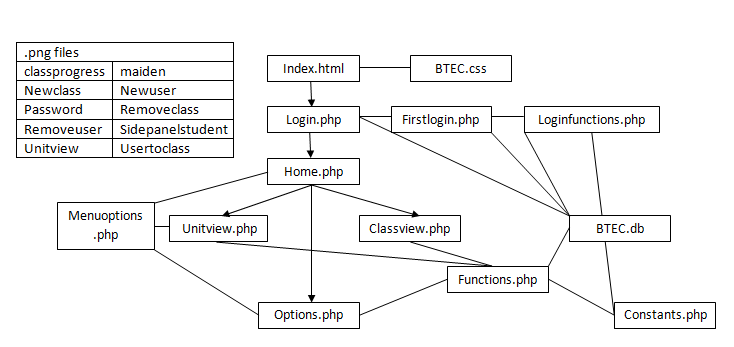 .png files
classprogress maiden
Newclass Newuser
Password Removeclass
Removeuser Sidepanelstudent
Unitview Usertoclass
Index.html BTEC.css
Login.php Firstlogin.php Loginfunctions.php
Home.php
Menuoptions
.php
Unitview.php Classview.php BTEC.db
Functions.php
Options.php Constants.php